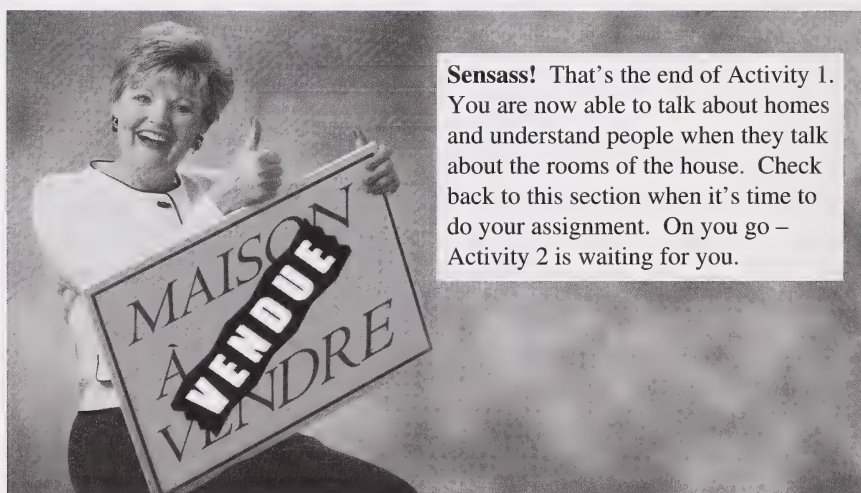 Sensass! That's the end of Activity 1.
You are now able to talk about homes
and understand people when they talk
about the rooms of the house. Check
back to this section when it's time to
do your assignment. On you go –
Activity 2 is waiting for you.
MAISON
À
VENDRE
VENDUE